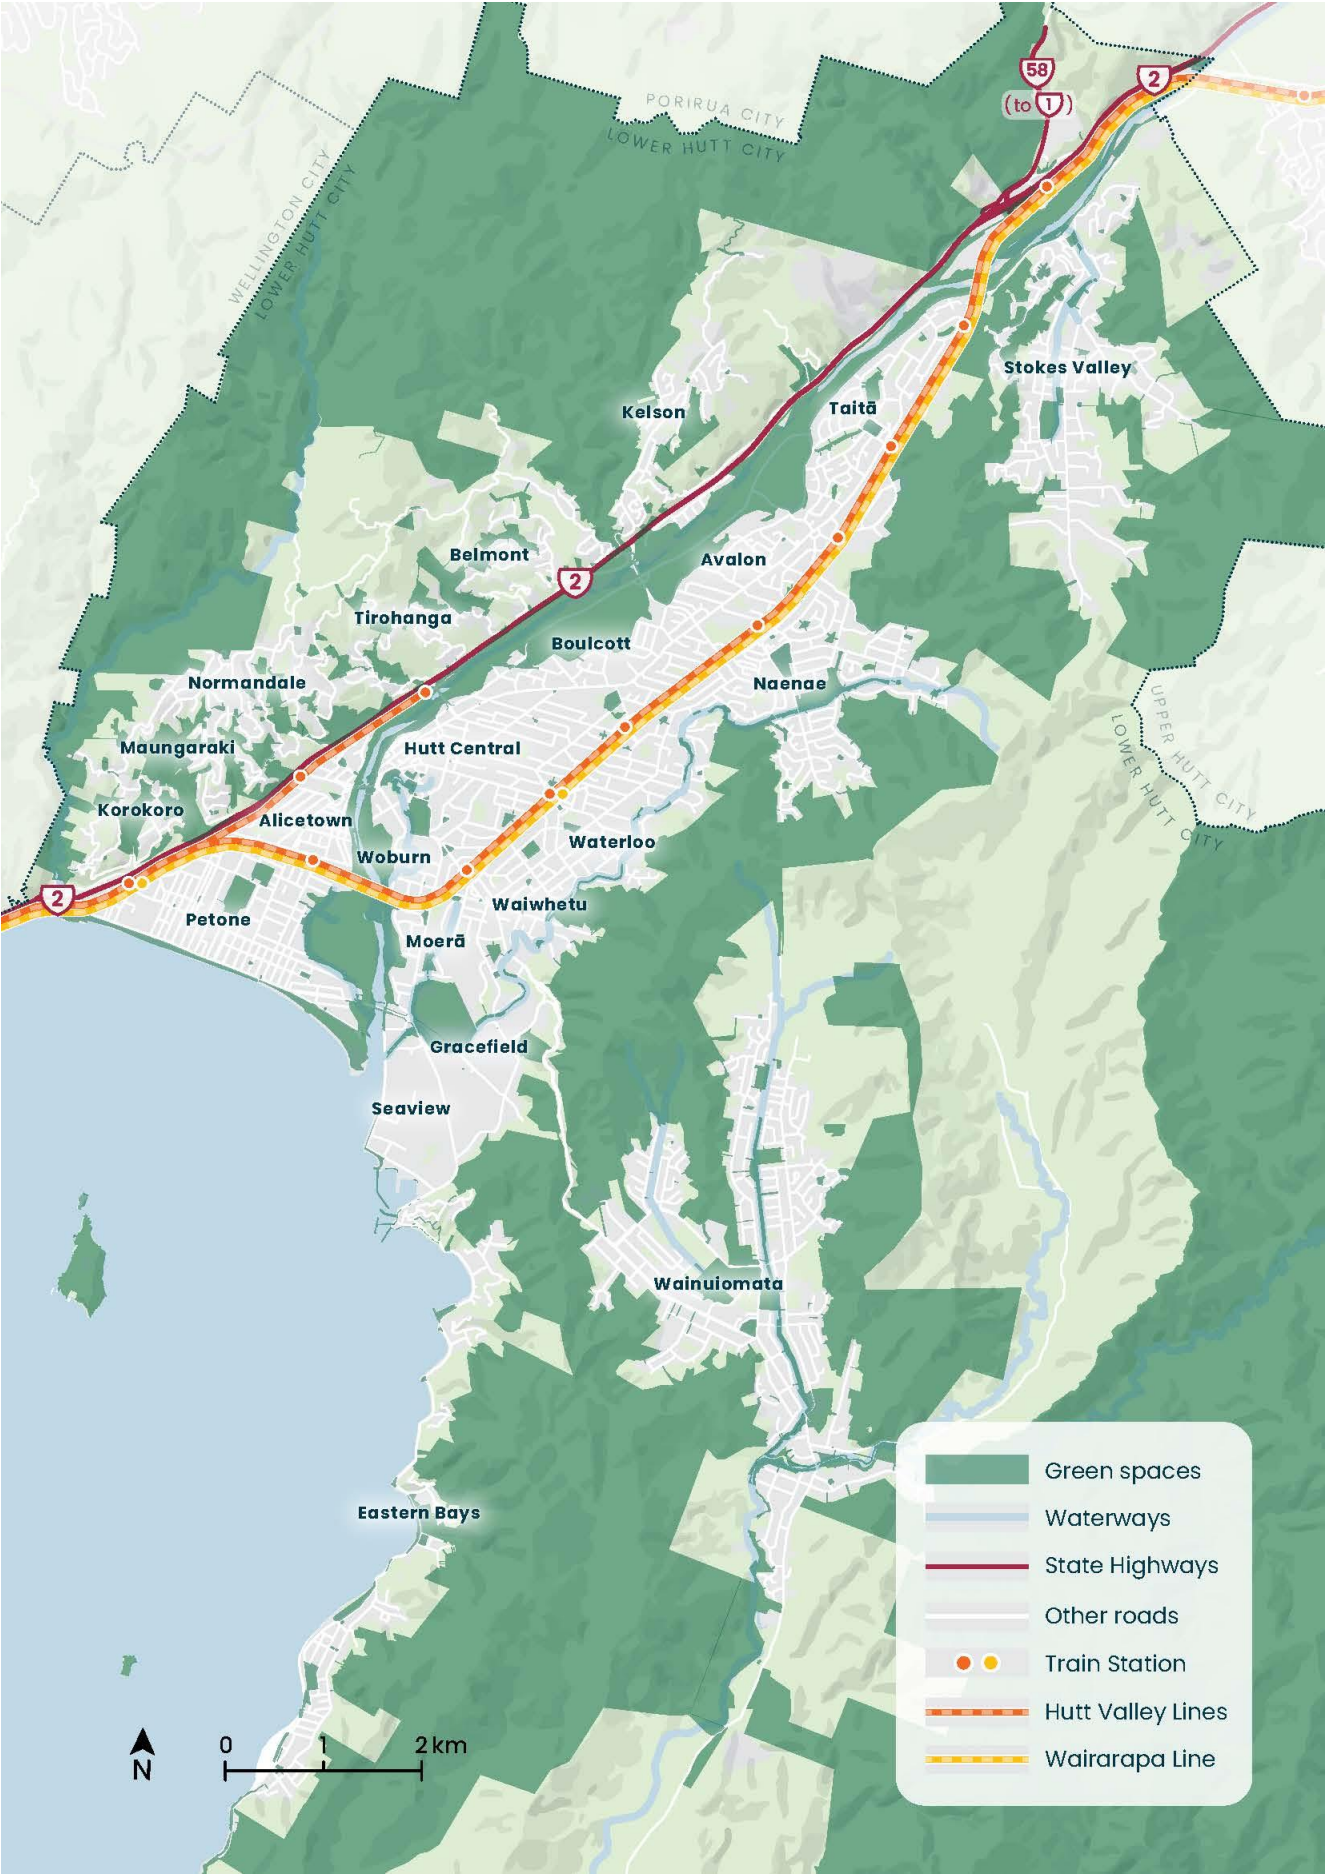 58
2
(to 1)
PORIRUA CITY
LOWER HUTT CITY
WELLINGTON CITY
LOWER HUTT CITY
Stokes Valley
Kelson
Taitā
Belmont
Avalon
2
Tirohanga
Boulcott
Normandale
Naenae
UPPER HUTT CITY
LOWER HUTT CITY
Maungaraki
Hutt Central
Korokoro
Alicetown
Waterloo
Woburn
2
Waiwhetu
Petone
Moerā
Gracefield
Seaview
Wainuiomata
Eastern Bays
Green spaces
Waterways
State Highways
Other roads
Train Station
Hutt Valley Lines
Wairarapa Line
N
0 1 2 km